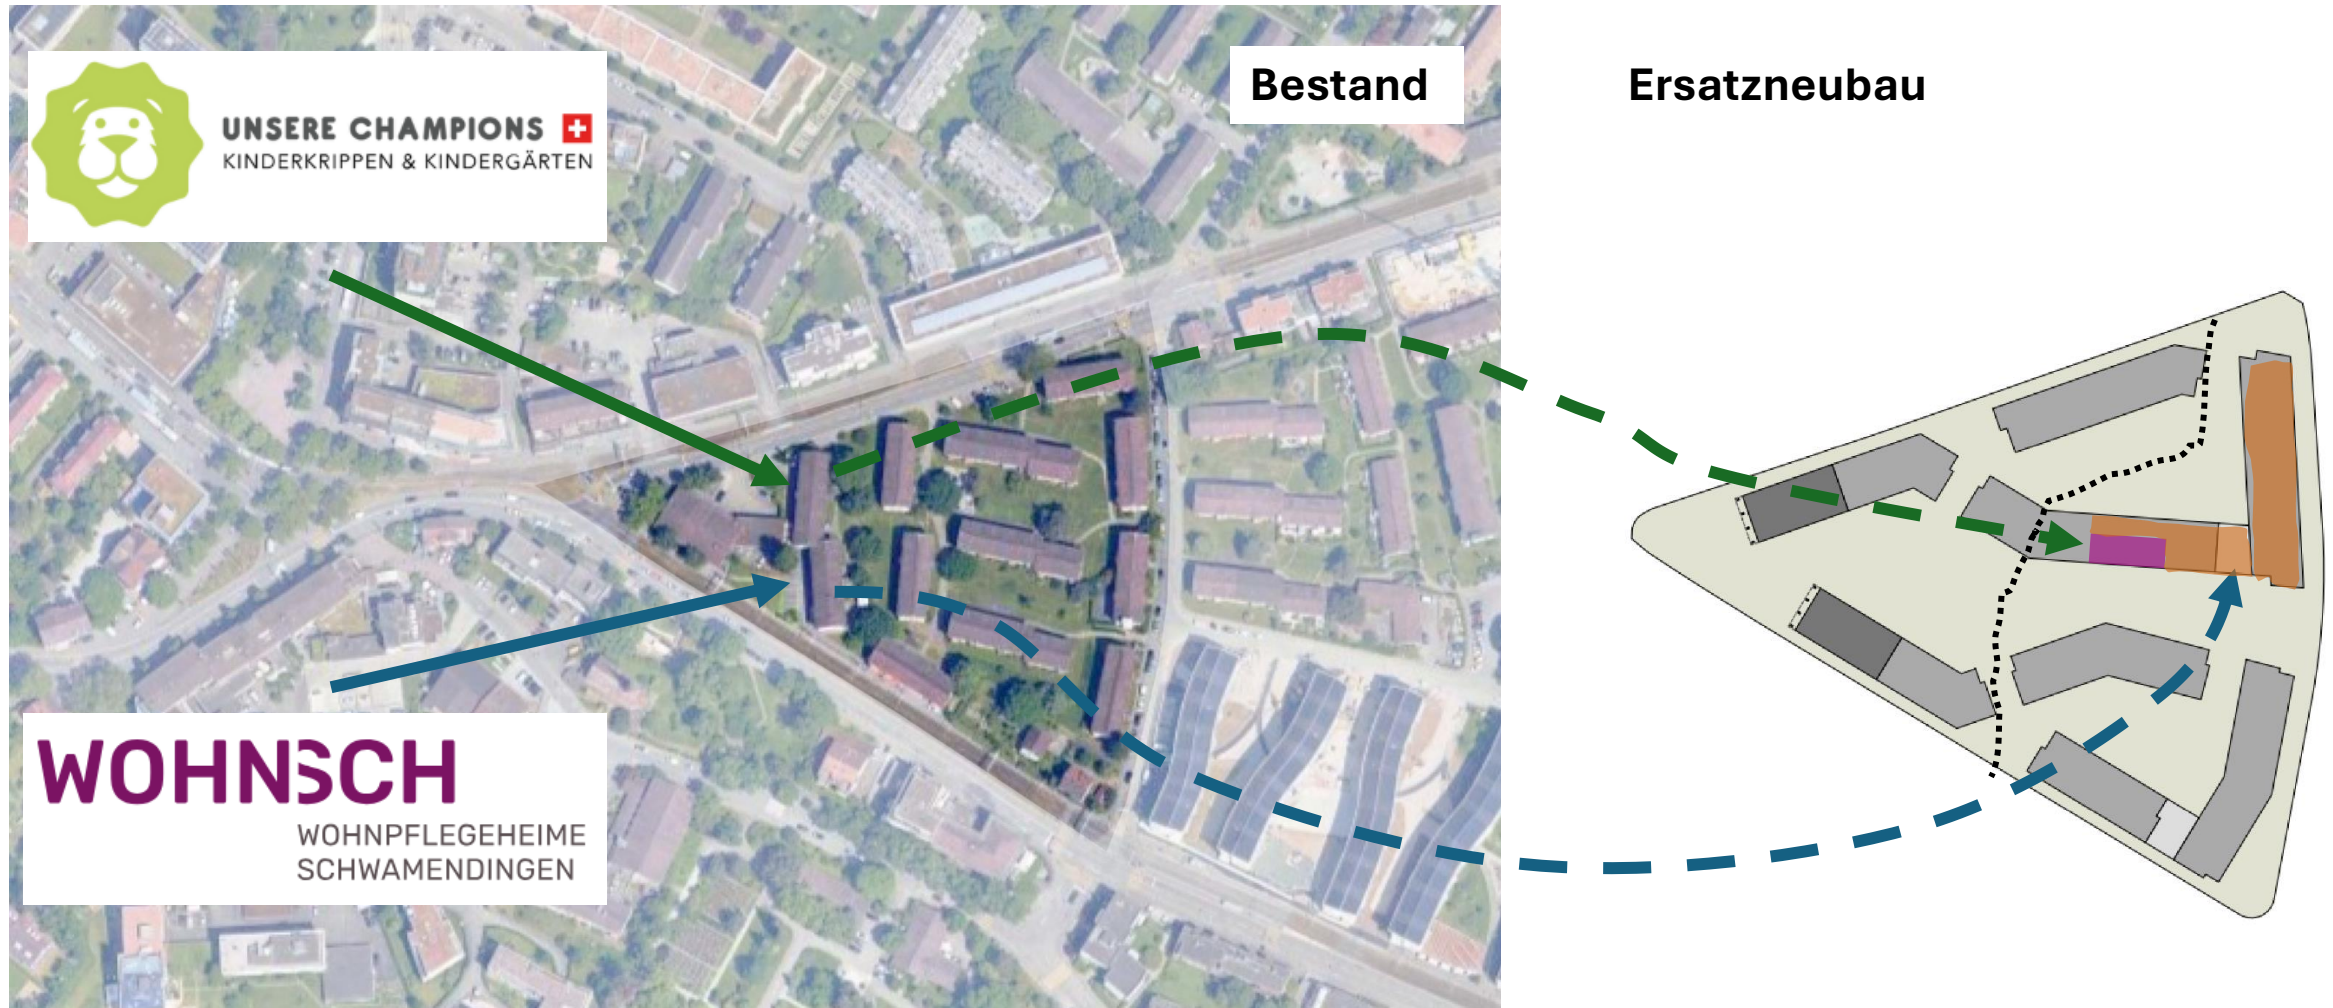 UNSERE CHAMPIONS
KINDERKRIPPEN & KINDERGÄRTEN
Bestand
Ersatzneubau
WOHNSCH
WOHNPFLEGEHEIME
SCHWAMENDINGEN